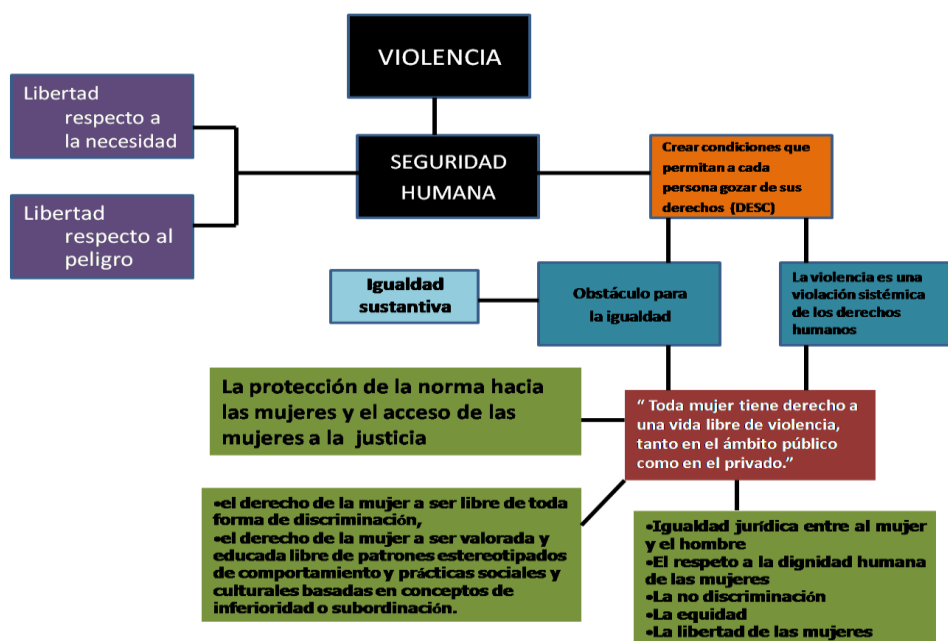 VIOLENCIA
Libertad
respecto a
la necesidad
SEGURIDAD
HUMANA
Crear condiciones que
permitan a cada
persona gozar de sus
derechos (DESC)
Libertad
respecto al
peligro
Igualdad
sustantiva
Obstáculo para
la igualdad
La violencia es una
violación sistémica
de los derechos
humanos
La protección de la norma hacia
las mujeres y el acceso de las
mujeres a la justicia
“ Toda mujer tiene derecho a
una vida libre de violencia,
tanto en el ámbito público
como en el privado.”
•el derecho de la mujer a ser libre de toda
forma de discriminación,
•el derecho de la mujer a ser valorada y
educada libre de patrones estereotipados
de comportamiento y prácticas sociales y
culturales basadas en conceptos de
inferioridad o subordinación.
•Igualdad jurídica entre al mujer
y el hombre
•El respeto a la dignidad humana
de las mujeres
•La no discriminación
•La equidad
•La libertad de las mujeres